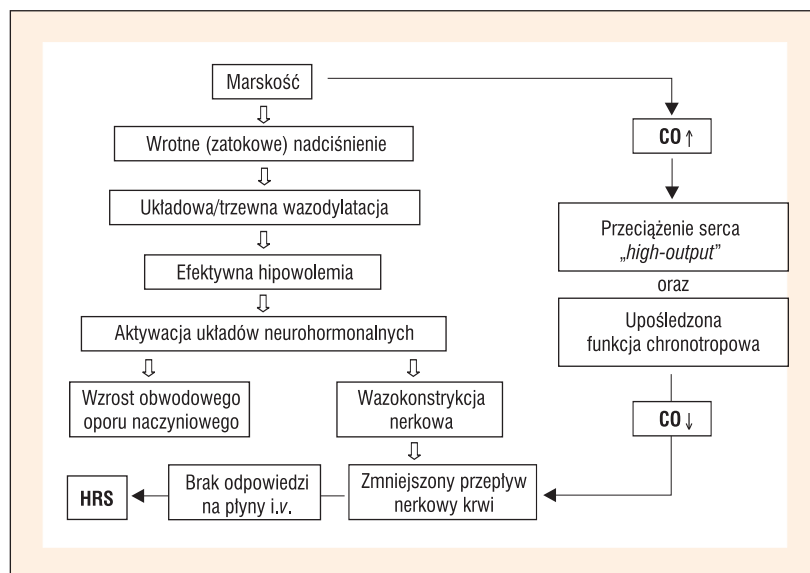 Marskość
Wrotne (zatokowe) nadciśnienie
Układowa/trzewna wazodylatacja
Efektywna hipowolemia
Aktywacja układów neurohormonalnych
Wzrost obwodowego
oporu naczyniowego
Wazokonstrykcja
nerkowa
Zmniejszony przepływ
nerkowy krwi
Brak odpowiedzi
na płyny i.v.
HRS
CO ↑
Przeciążenie serca
„high-output”
oraz
Upośledzona
funkcja chronotropowa
CO ↓